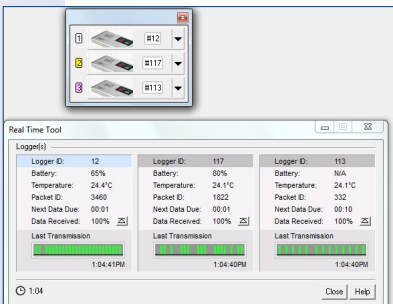 1 #12
2 #117
3 #113
Real Time Tool
Logger(s)
Logger ID: 12
Battery: 65%
Temperature: 24.4°C
Packet ID: 3460
Next Data Due: 00:01
Data Received: 100%
Last Transmission
1:04:41PM
Logger ID: 117
Battery: 80%
Temperature: 24.1°C
Packet ID: 1822
Next Data Due: 00:01
Data Received: 100%
Last Transmission
1:04:40PM
Logger ID: 113
Battery: N/A
Temperature: 24.1°C
Packet ID: 332
Next Data Due: 00:10
Data Received: 100%
Last Transmission
1:04:40PM
1:04
Close Help